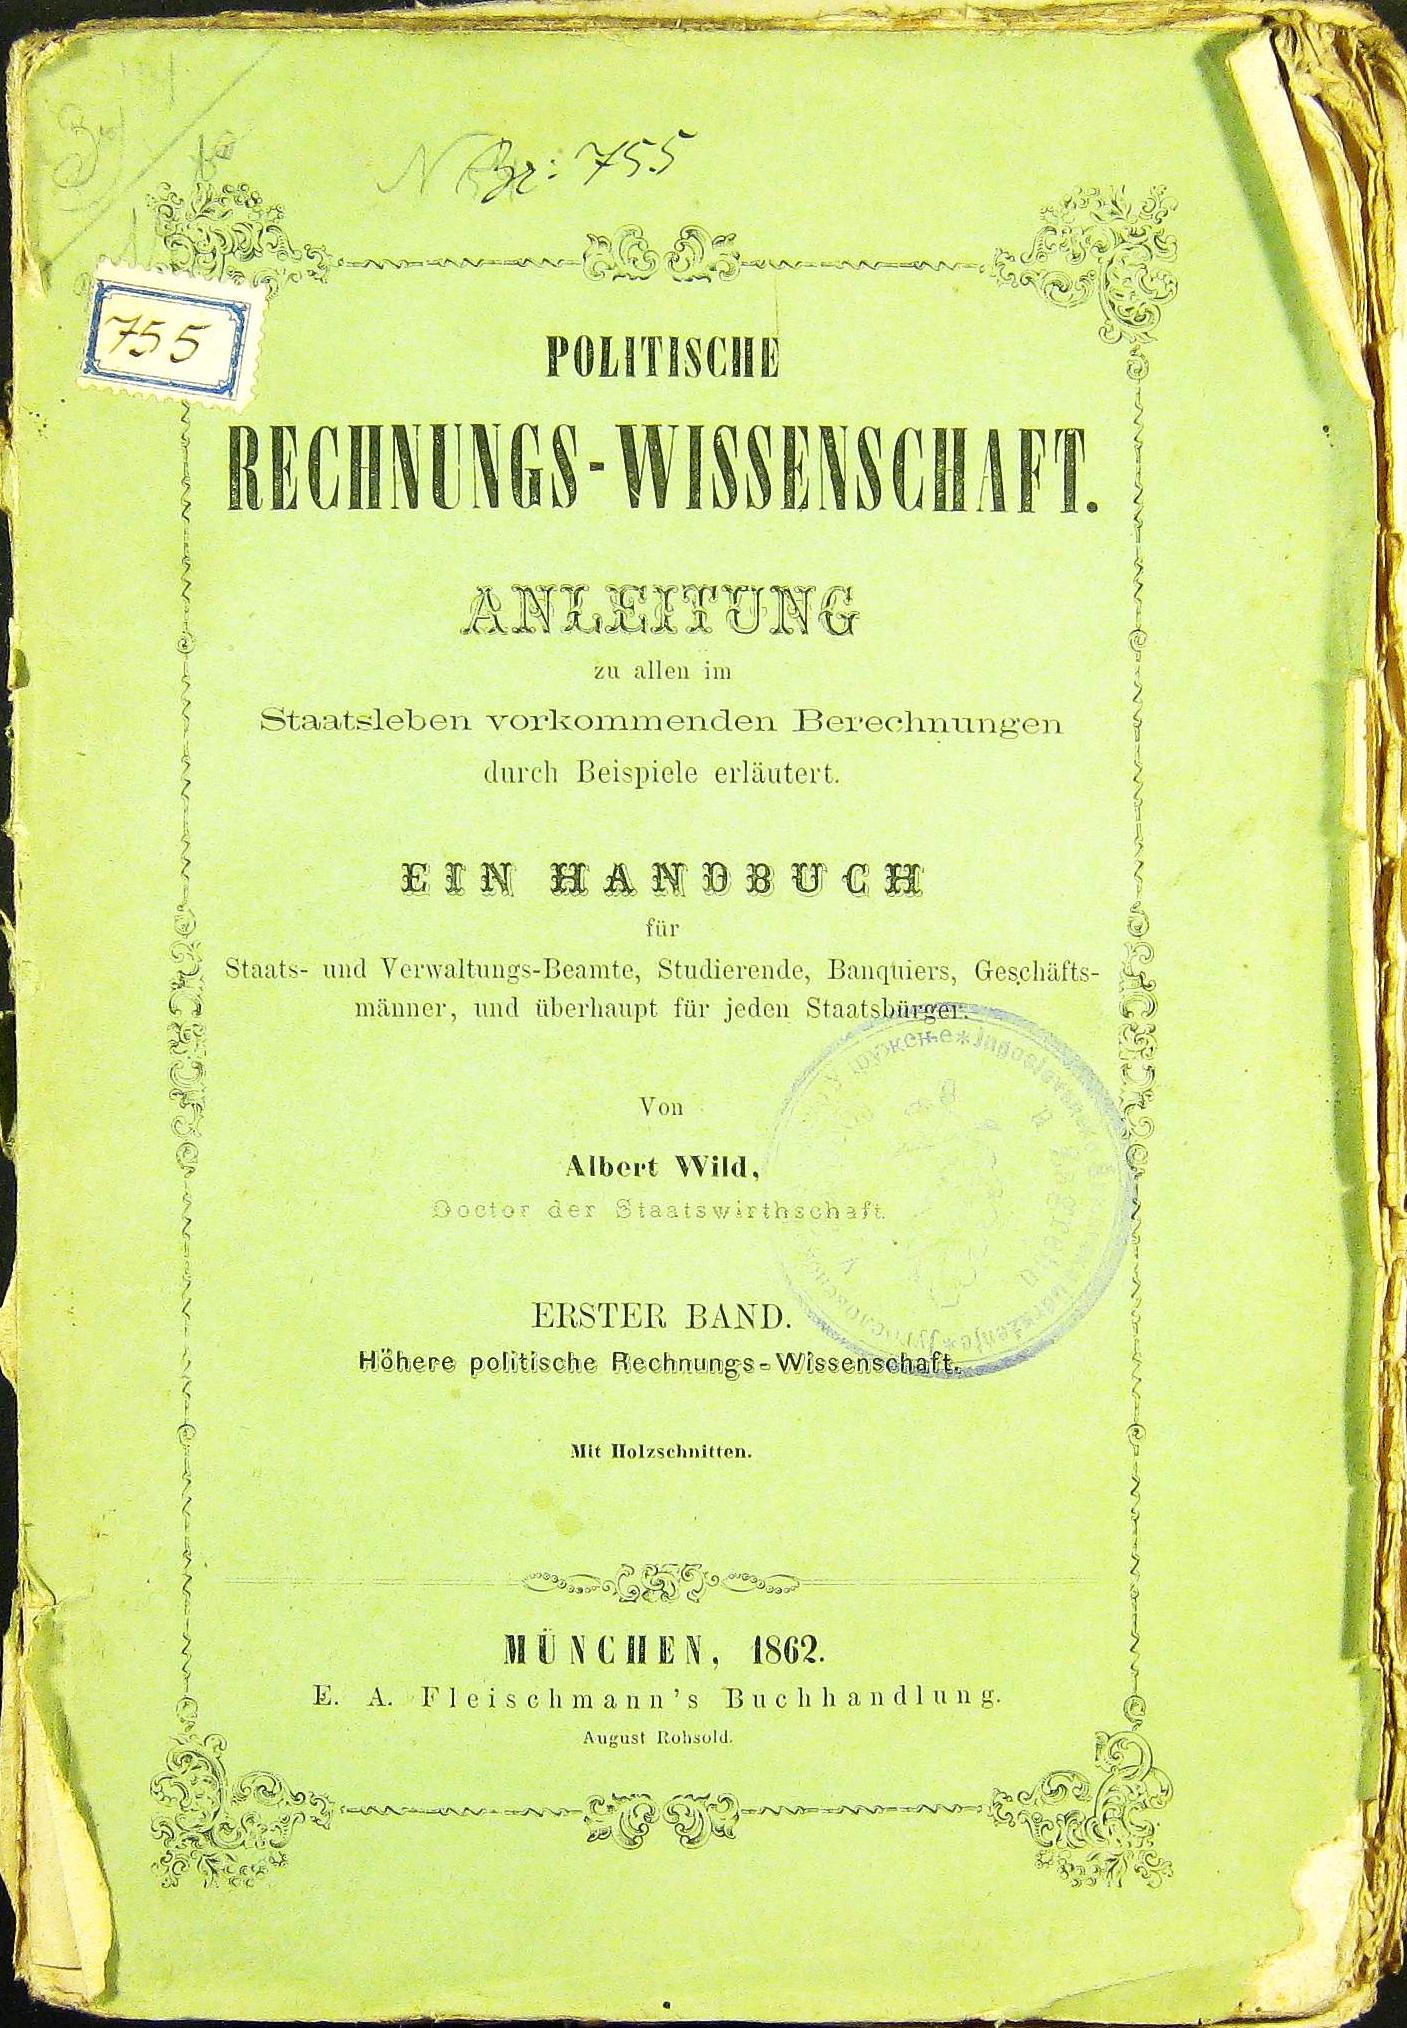 Br: 755
755
POLITISCHE
RECHNUNGS-WISSENSCHAFT.
ANLEITUNG
zu allen im
Staatsleben vorkommenden Berechnungen
durch Beispiele erläutert.
EIN HANDBUCH
für
Staats- und Verwaltungs-Beamte, Studierende, Banquiers, Geschäfts-
männer, und überhaupt für jeden Staatsbürger.
Von
Albert Wild,
Doctor der Staatswirthschaft.
ERSTER BAND.
Höhere politische Rechnungs-Wissenschaft.
Mit Holzschnitten.
MÜNCHEN, 1862.
E. A. Fleischmann's Buchhandlung.
August Rohsold.